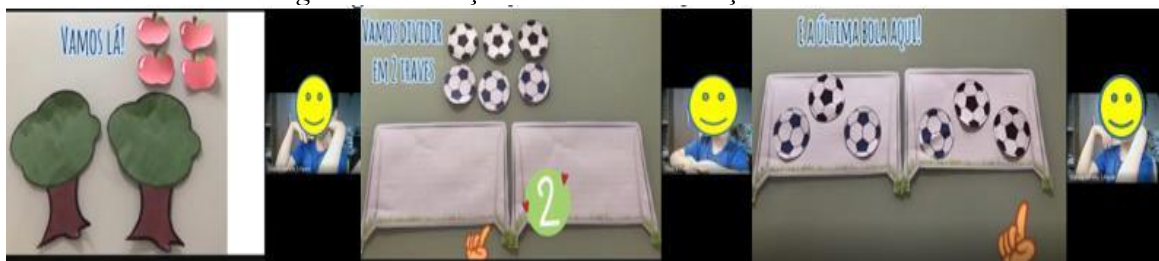 VAMOS LÁ!
VAMOS DIVIDIR
EM 2 TRAVES
2
E A ÚLTIMA BOLA AQUI!